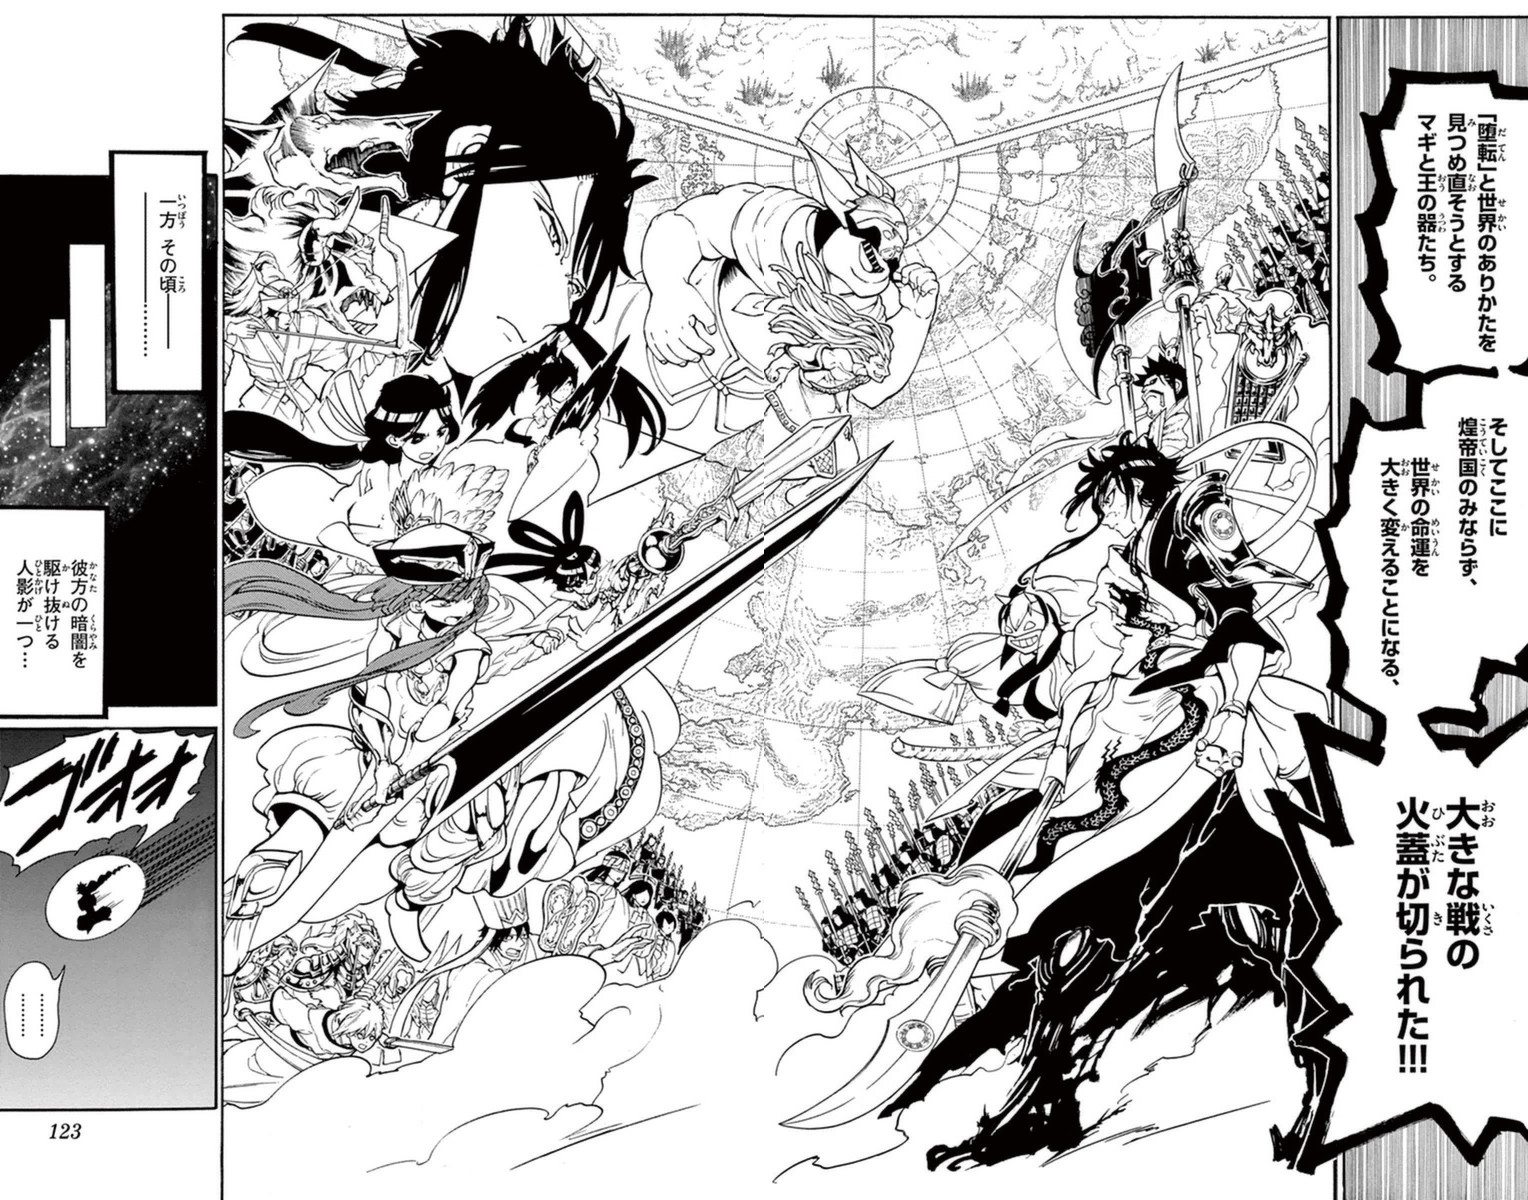 「堕転」と世界のありかたを
見つめ直そうとする
マギと王の器たち。
そしてここに
煌帝国のみならず、
世界の命運を
大きく変えることになる、
大きな戦の
火蓋が切られた!!!
――一方 その頃――
…………
彼方の暗闇を
駆け抜ける
人影が一つ…
ゴオオオ
………
123